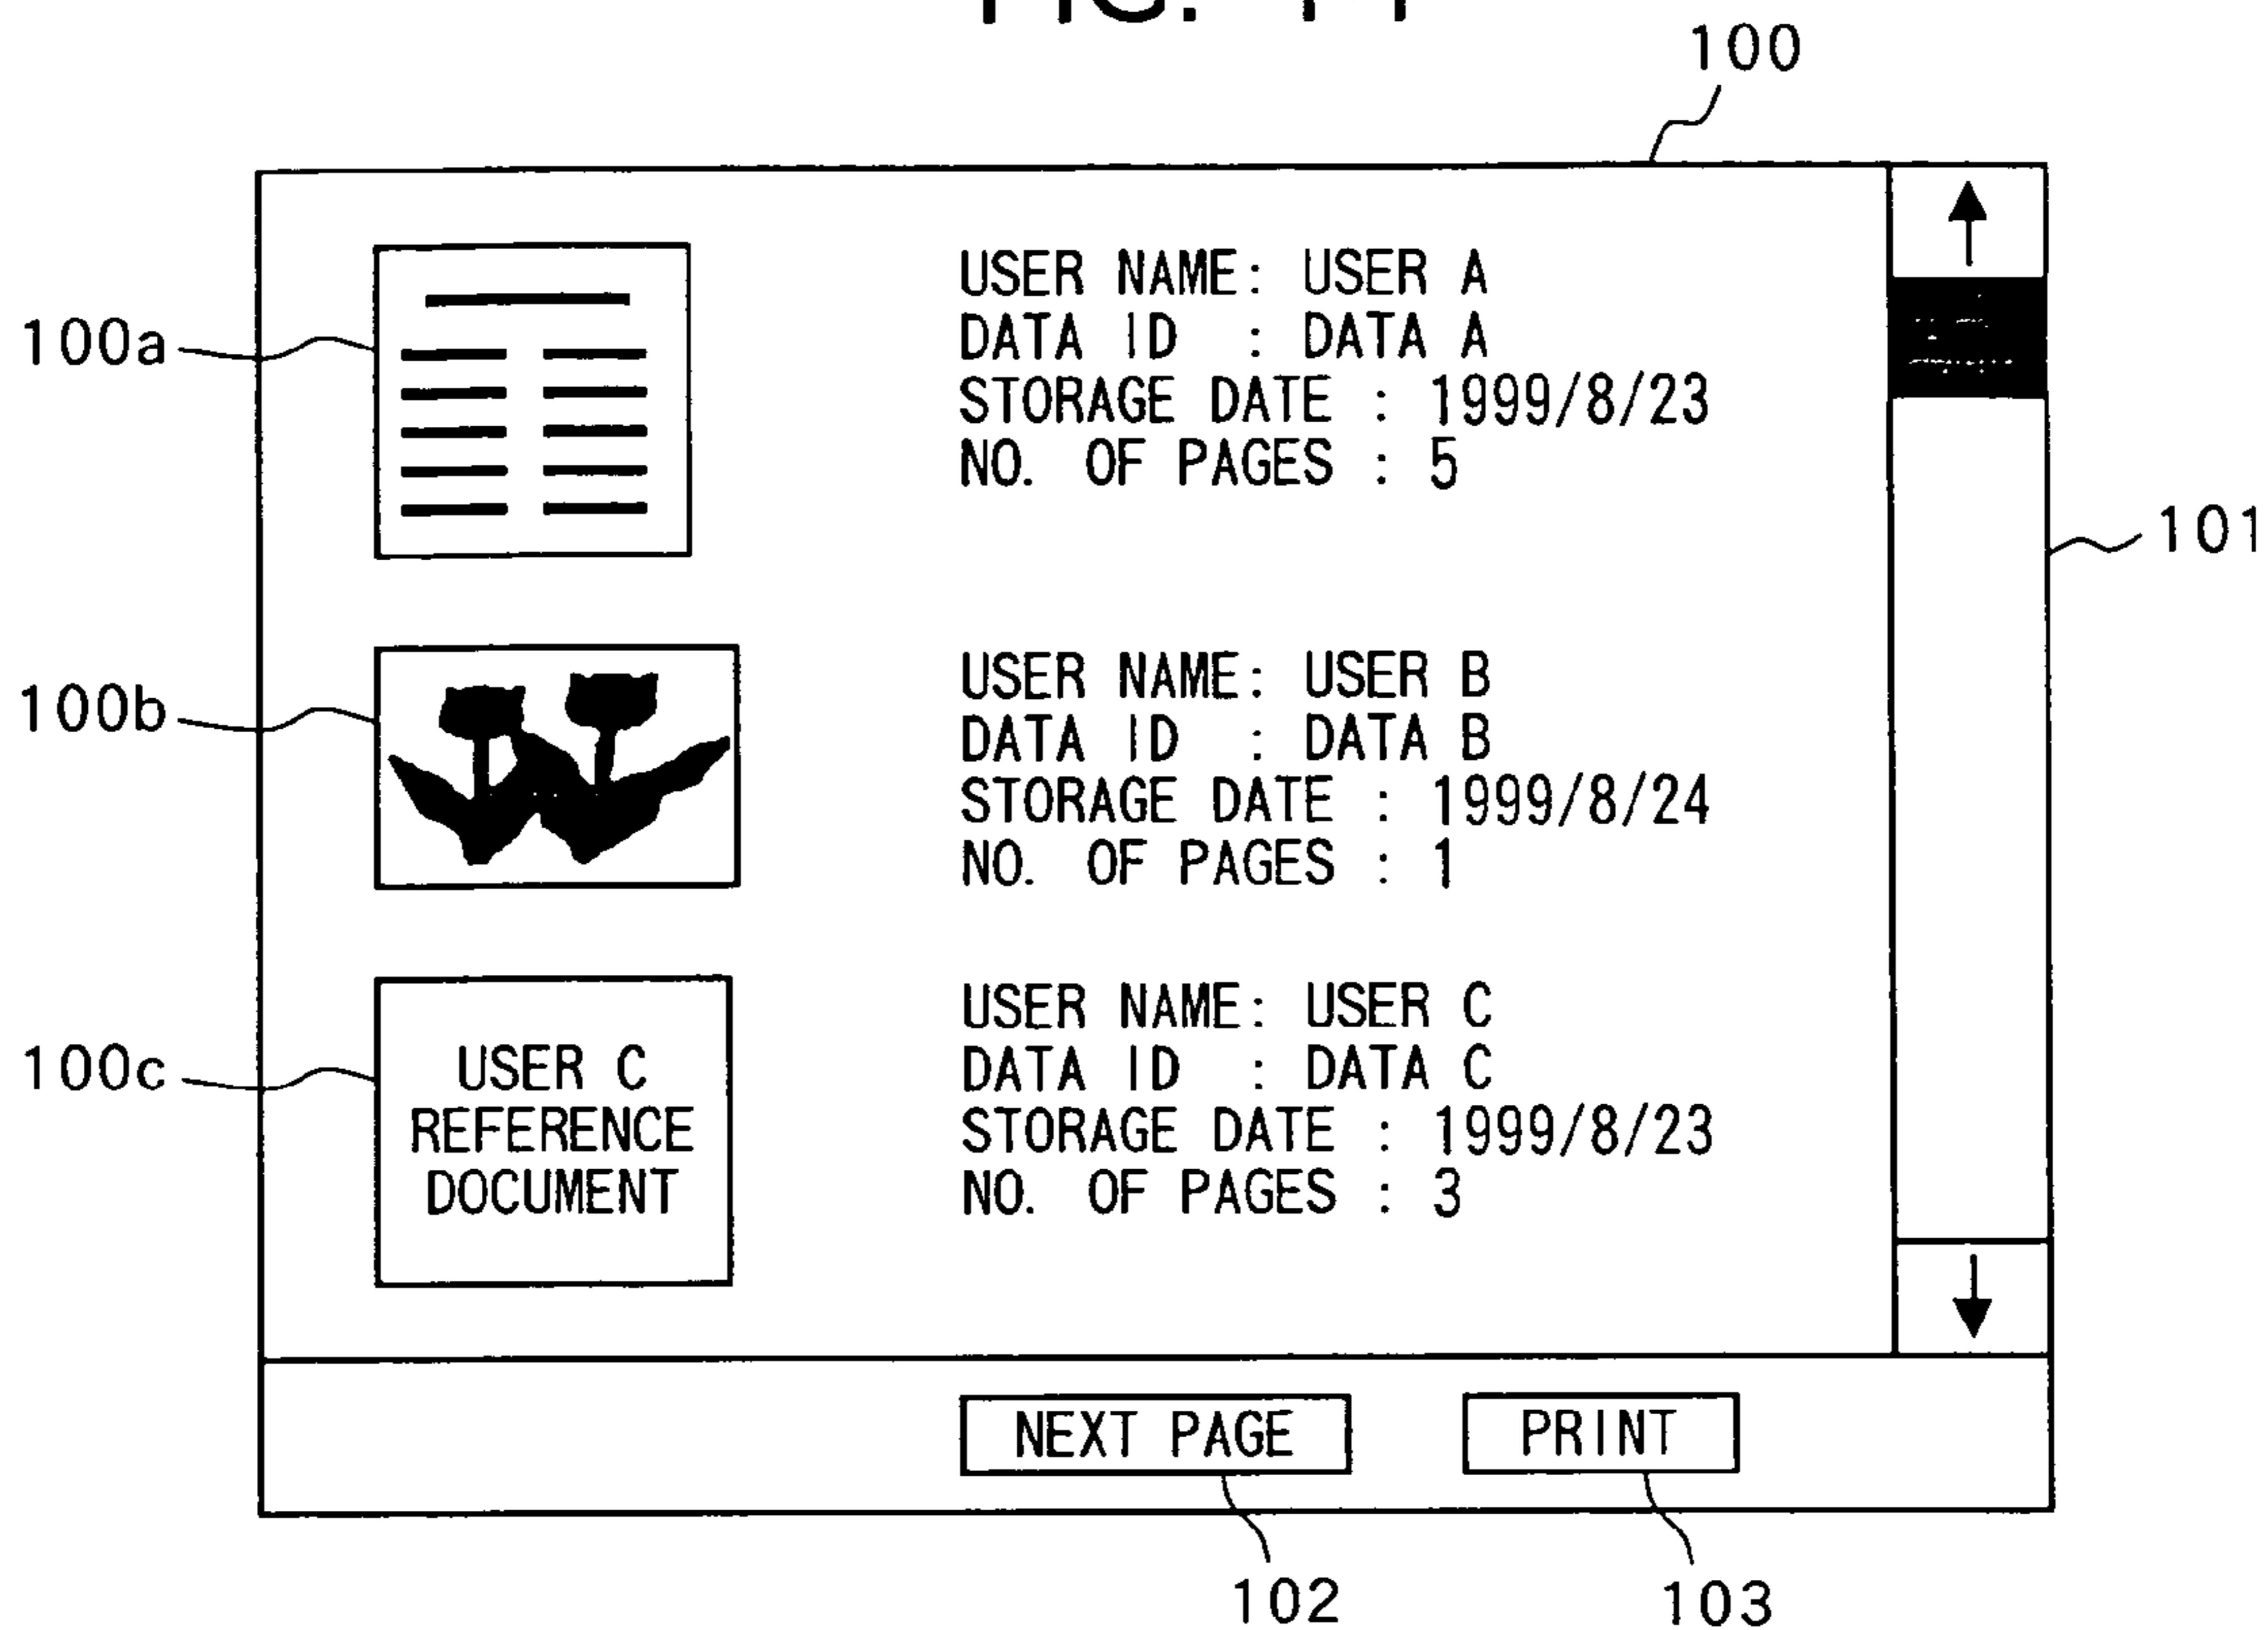 FIG. 11
100
100a
USER NAME: USER A
DATA ID : DATA A
STORAGE DATE : 1999/8/23
NO. OF PAGES : 5
101
100b
USER NAME: USER B
DATA ID : DATA B
STORAGE DATE : 1999/8/24
NO. OF PAGES : 1
100c
USER C
REFERENCE
DOCUMENT
USER NAME: USER C
DATA ID : DATA C
STORAGE DATE : 1999/8/23
NO. OF PAGES : 3
NEXT PAGE
PRINT
102
103